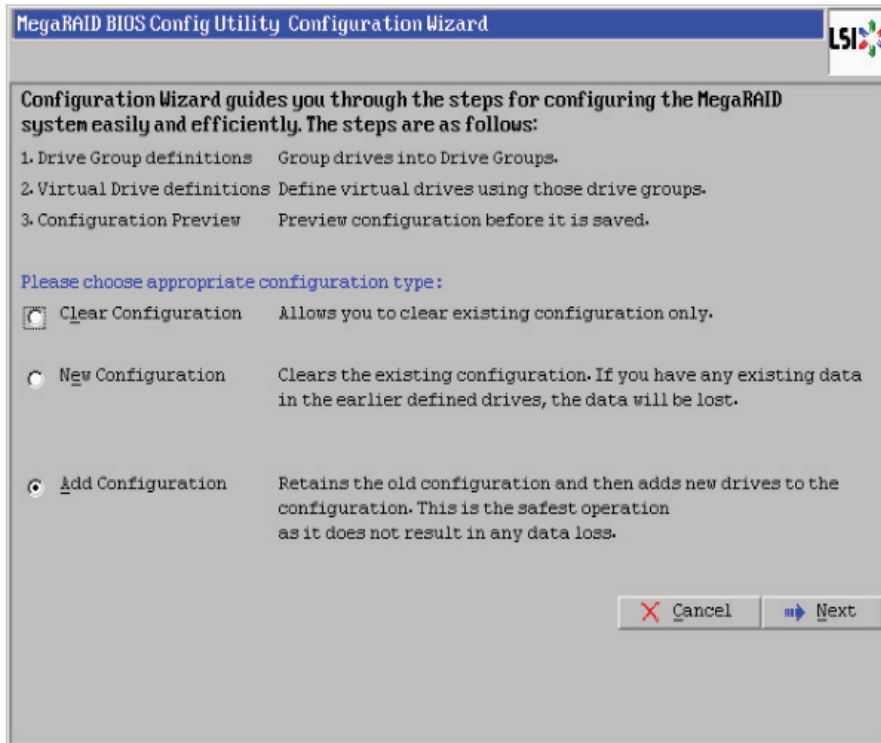 MegaRAID BIOS Config Utility Configuration Wizard
LSI
Configuration Wizard guides you through the steps for configuring the MegaRAID
system easily and efficiently. The steps are as follows:
1. Drive Group definitions Group drives into Drive Groups.
2. Virtual Drive definitions Define virtual drives using those drive groups.
3. Configuration Preview Preview configuration before it is saved.
Please choose appropriate configuration type:
Clear Configuration Allows you to clear existing configuration only.
New Configuration Clears the existing configuration. If you have any existing data
in the earlier defined drives, the data will be lost.
Add Configuration Retains the old configuration and then adds new drives to the
configuration. This is the safest operation
as it does not result in any data loss.
Cancel Next